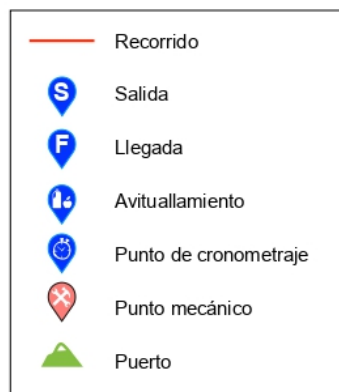 Recorrido
S Salida
F Llegada
Avituallamiento
Punto de cronometraje
Punto mecánico
Puerto